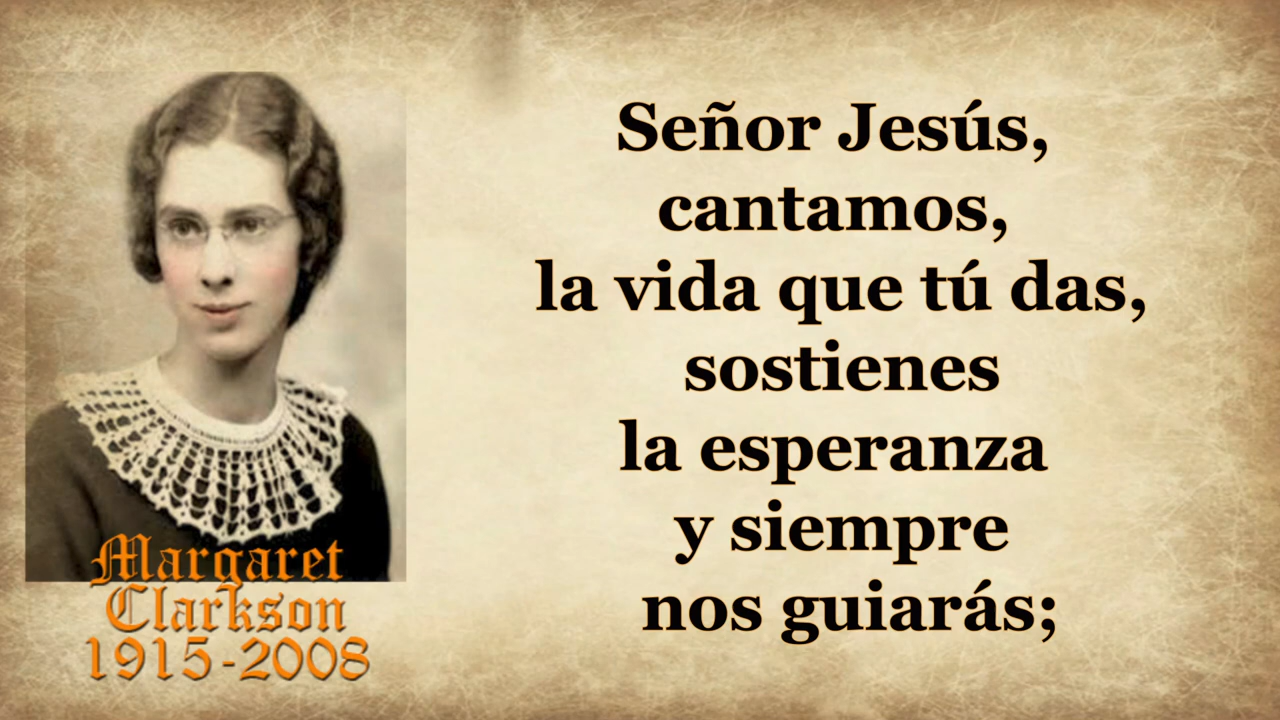 Señor Jesús,
cantamos,
la vida que tú das,
sostienes
la esperanza
y siempre
nos guiarás;
Margaret
Clarkson
1915-2008